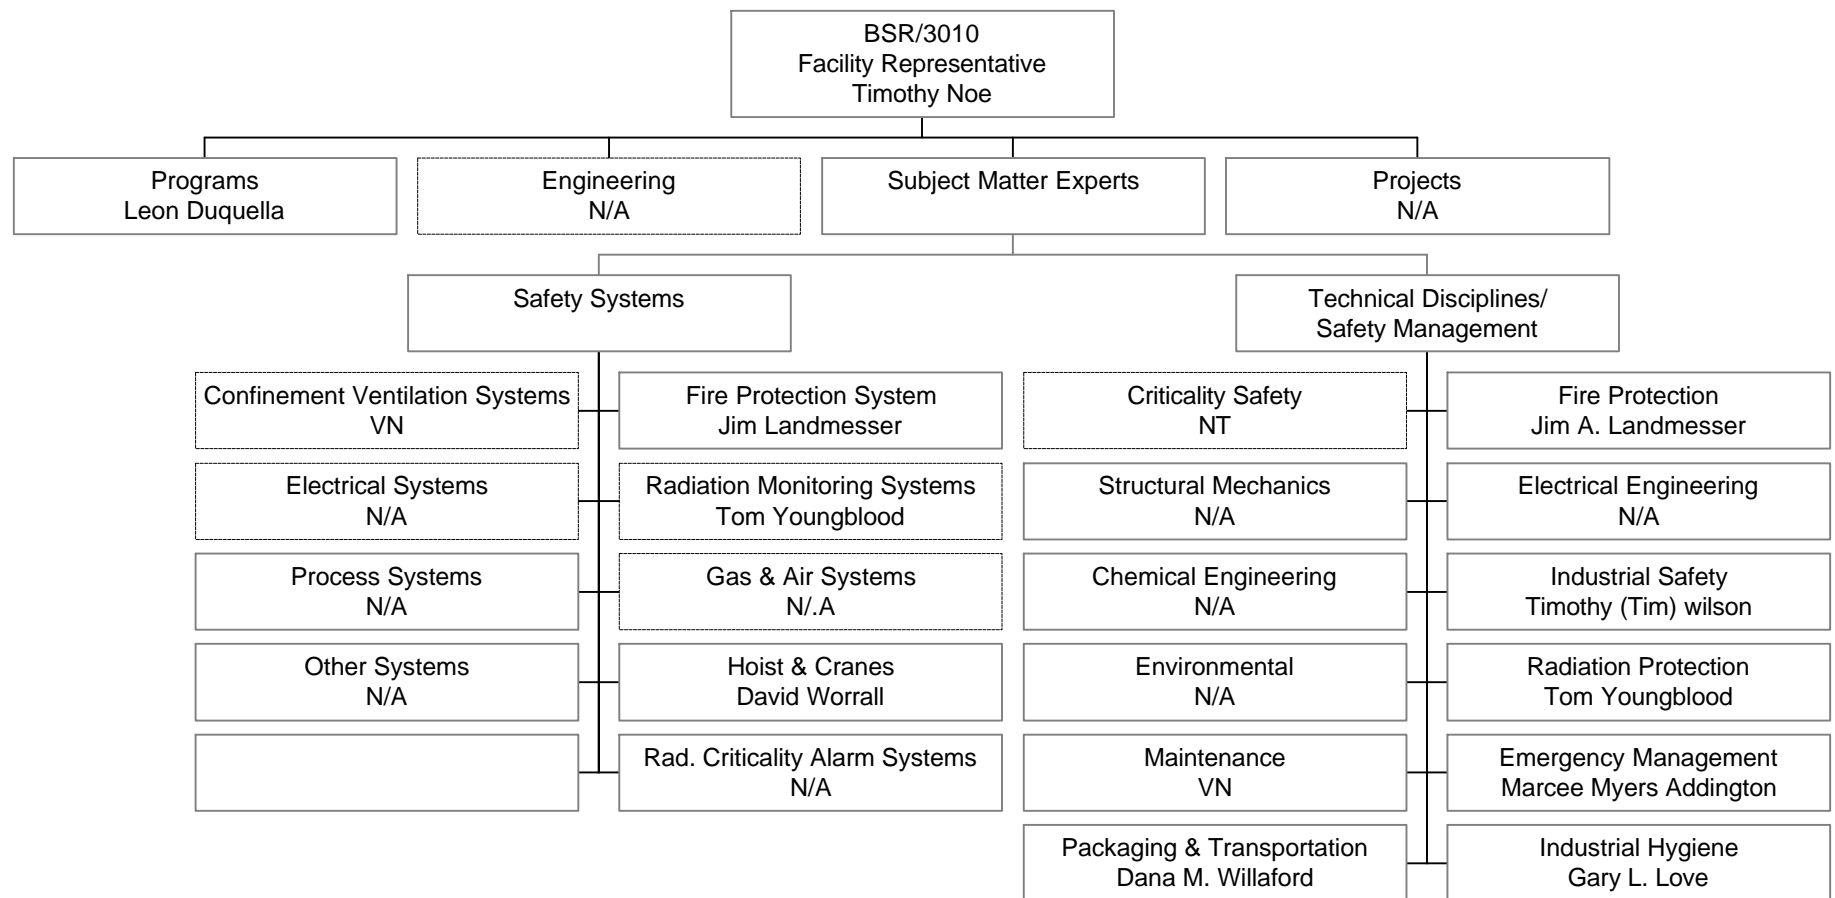 BSR/3010
Facility Representative
Timothy Noe
Programs
Leon Duquella
Engineering
N/A
Subject Matter Experts
Projects
N/A
Safety Systems
Technical Disciplines/
Safety Management
Confinement Ventilation Systems
VN
Fire Protection System
Jim Landmesser
Criticality Safety
NT
Fire Protection
Jim A. Landmesser
Electrical Systems
N/A
Radiation Monitoring Systems
Tom Youngblood
Structural Mechanics
N/A
Electrical Engineering
N/A
Process Systems
N/A
Gas & Air Systems
N/.A
Chemical Engineering
N/A
Industrial Safety
Timothy (Tim) wilson
Other Systems
N/A
Hoist & Cranes
David Worrall
Environmental
N/A
Radiation Protection
Tom Youngblood
Rad. Criticality Alarm Systems
N/A
Maintenance
VN
Emergency Management
Marcee Myers Addington
Packaging & Transportation
Dana M. Willaford
Industrial Hygiene
Gary L. Love